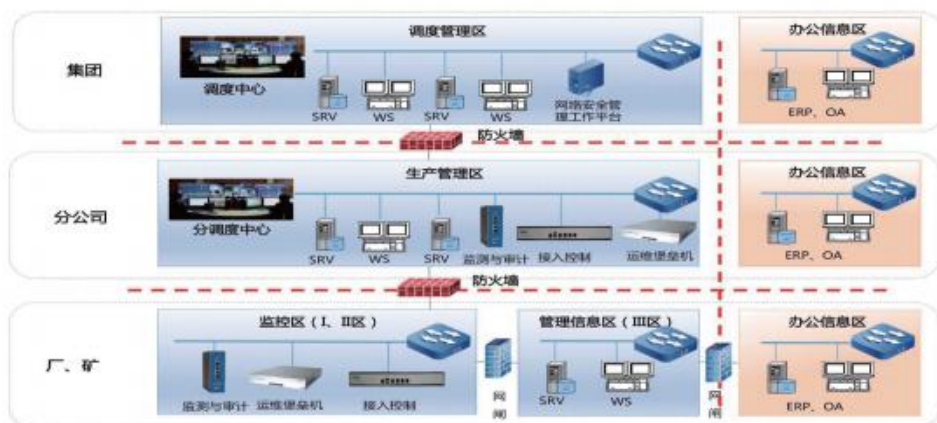 集团
调度管理区
调度中心
SRV
WS
SRV
WS
网络安全管
理工作平台
办公信息区
ERP、OA
防火墙
分公司
生产管理区
分调度中心
SRV
WS
SRV
监测与审计
接入控制
运维堡垒机
办公信息区
ERP、OA
防火墙
厂、矿
监控区（I、II区）
监测与审计
运维堡垒机
接入控制
网
闸
管理信息区（III区）
SRV
WS
网
闸
办公信息区
ERP、OA